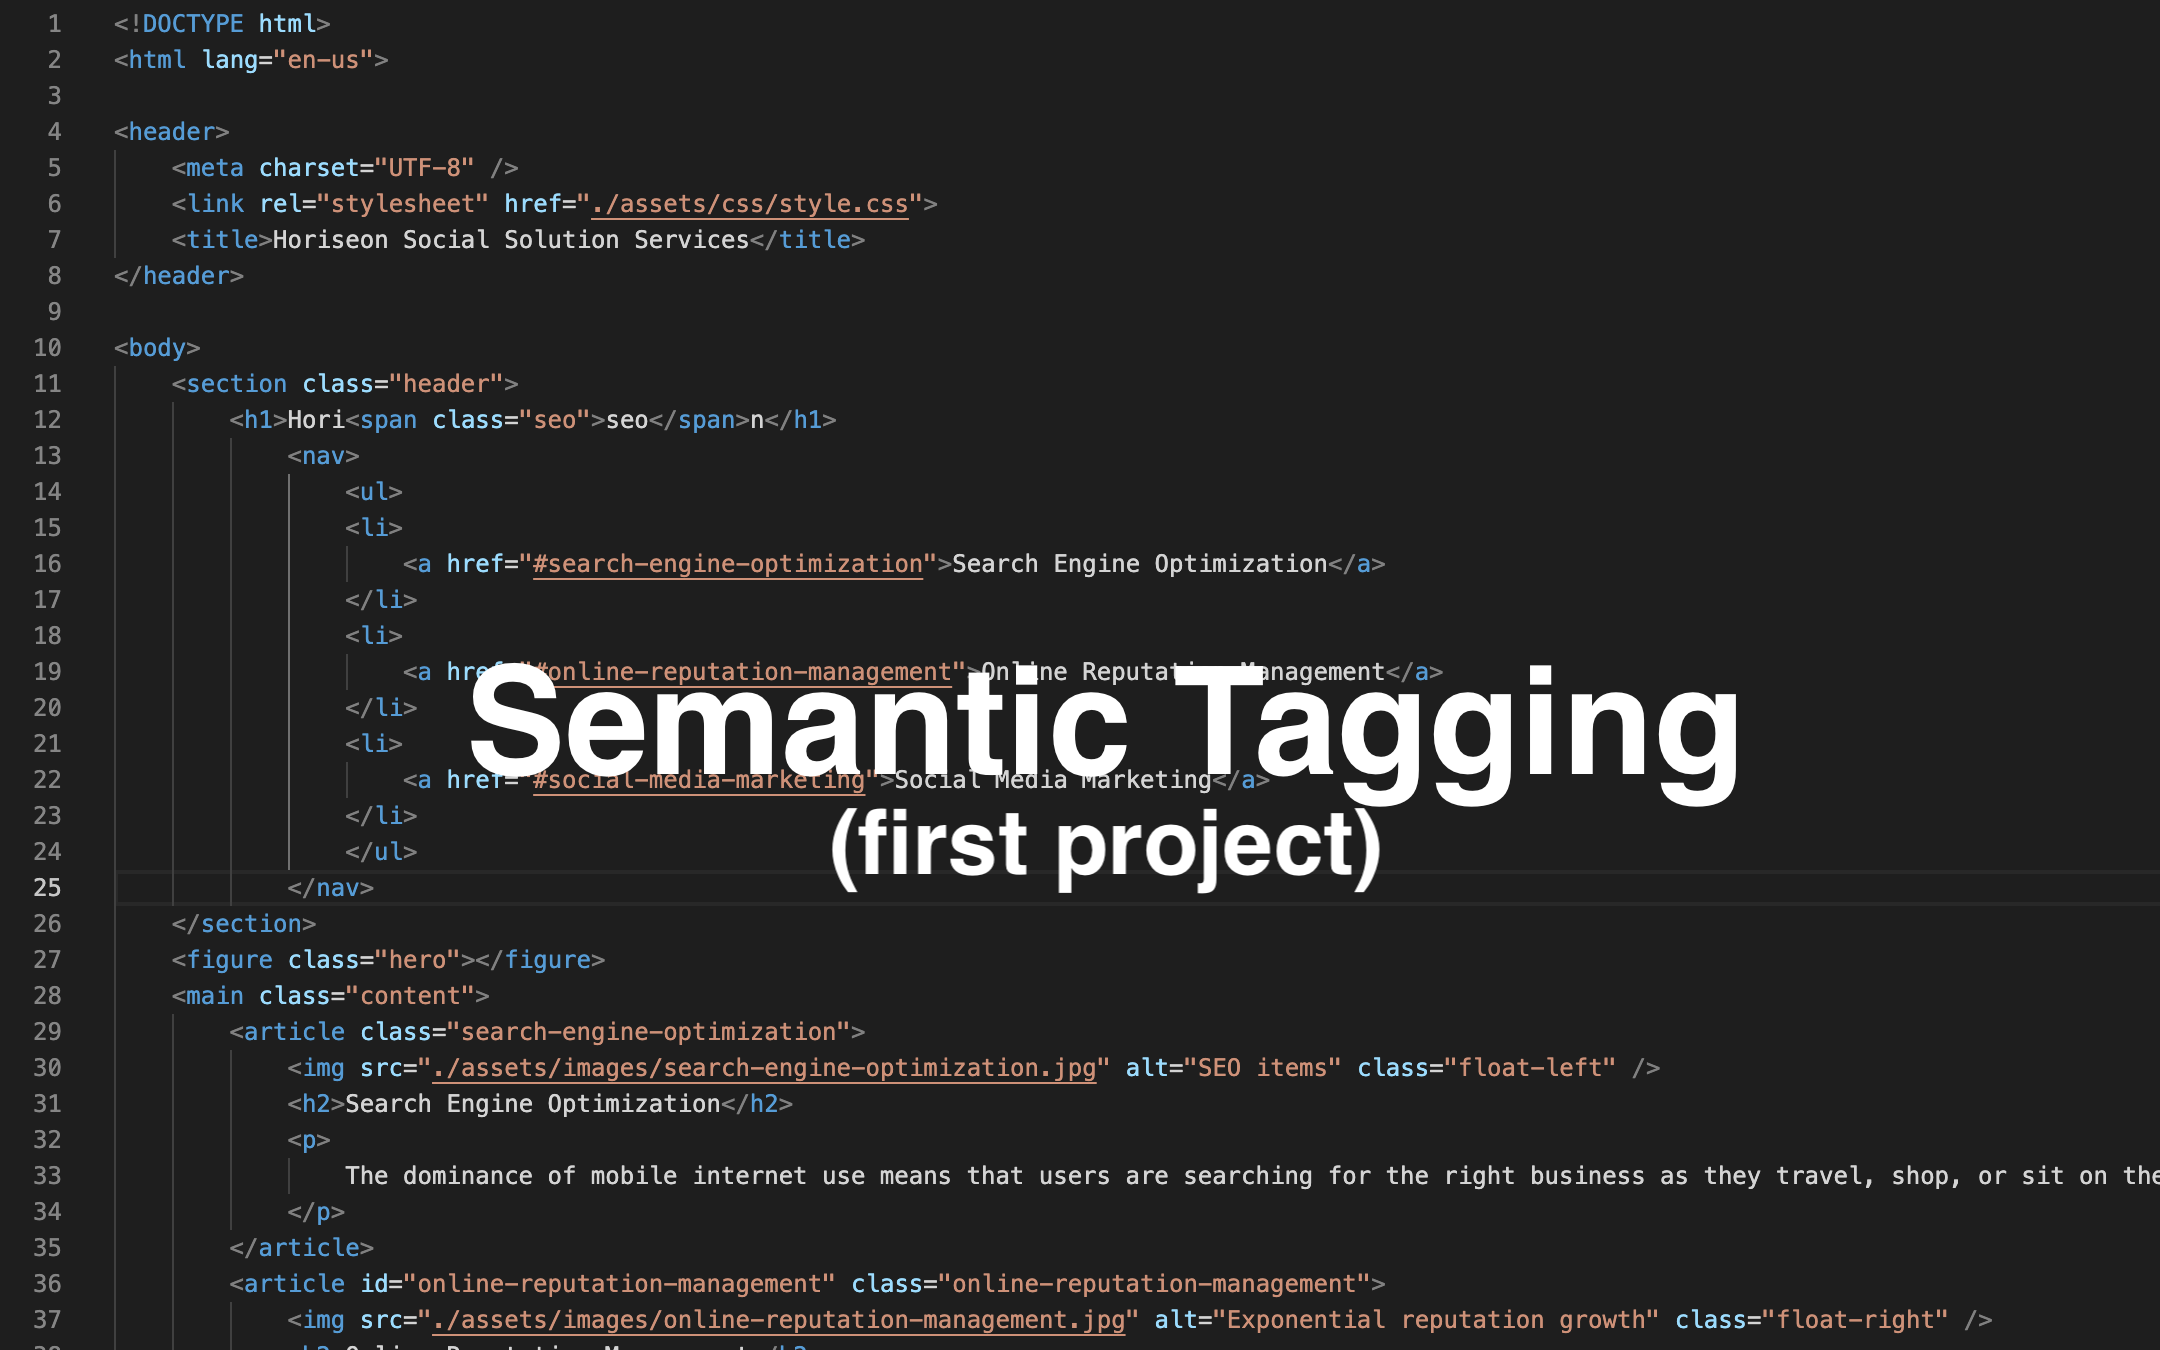 1 <!DOCTYPE html>
2 <html lang="en-us">
3
4 <header>
5 <meta charset="UTF-8" />
6 <link rel="stylesheet" href="./assets/css/style.css">
7 <title>Horiseon Social Solution Services</title>
8 </header>
9
10 <body>
11 <section class="header">
12 <h1>Hori<span class="seo">seo</span>n</h1>
13 <nav>
14 <ul>
15 <li>
16 <a href="#search-engine-optimization">Search Engine Optimization</a>
17 </li>
18 <li>
19 <a href="#online-reputation-management">Online Reputation Management</a>
20 </li>
21 <li>
22 <a href="#social-media-marketing">Social Media Marketing</a>
23 </li>
24 </ul>
25 </nav>
Semantic Tagging
(first project)
26 </section>
27 <figure class="hero"></figure>
28 <main class="content">
29 <article class="search-engine-optimization">
30 <img src="./assets/images/search-engine-optimization.jpg" alt="SEO items" class="float-left" />
31 <h2>Search Engine Optimization</h2>
32 <p>
33 The dominance of mobile internet use means that users are searching for the right business as they travel, shop, or sit on the
34 </p>
35 </article>
36 <article id="online-reputation-management" class="online-reputation-management">
37 <img src="./assets/images/online-reputation-management.jpg" alt="Exponential reputation growth" class="float-right" />